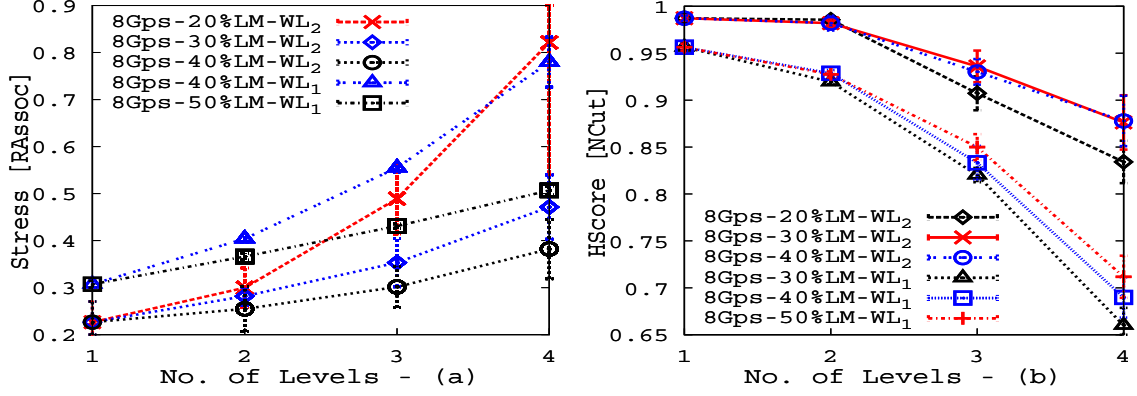 Stress [RAssoc]
0.9
0.8
0.7
0.6
0.5
0.4
0.3
0.2
8Gps-20%LM-WL2
8Gps-30%LM-WL2
8Gps-40%LM-WL2
8Gps-40%LM-WL1
8Gps-50%LM-WL1
1 2 3 4
No. of Levels - (a)
HScore [NCut]
1
0.95
0.9
0.85
0.8
0.75
0.7
0.65
8Gps-20%LM-WL2
8Gps-30%LM-WL2
8Gps-40%LM-WL2
8Gps-30%LM-WL1
8Gps-40%LM-WL1
8Gps-50%LM-WL1
1 2 3 4
No. of Levels - (b)